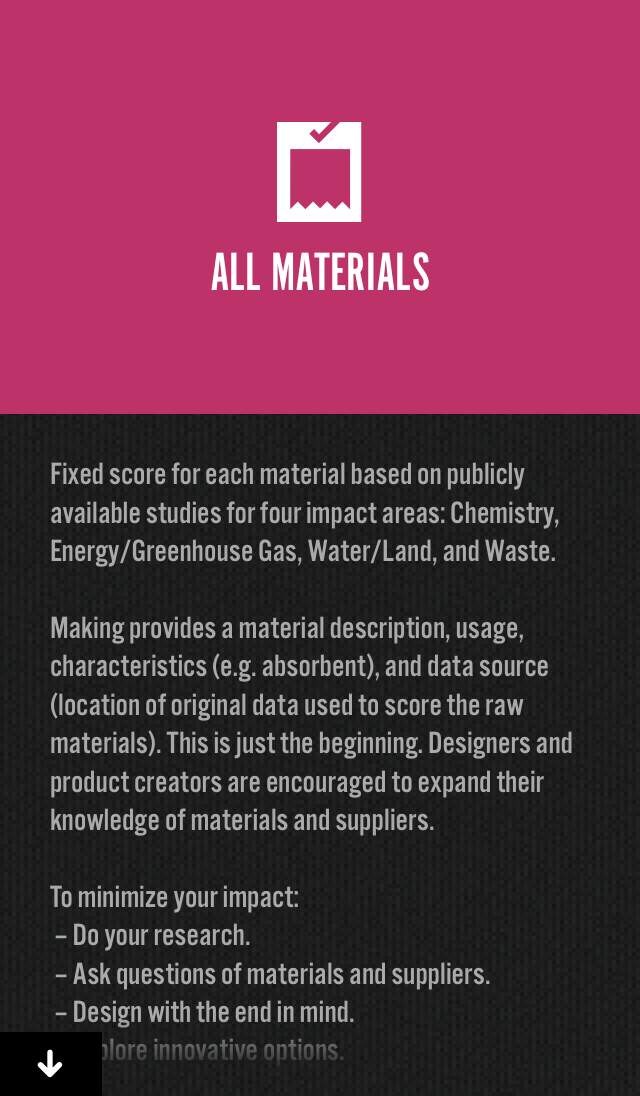 ALL MATERIALS
Fixed score for each material based on publicly
available studies for four impact areas: Chemistry,
Energy/Greenhouse Gas, Water/Land, and Waste.
Making provides a material description, usage,
characteristics (e.g. absorbent), and data source
(location of original data used to score the raw
materials). This is just the beginning. Designers and
product creators are encouraged to expand their
knowledge of materials and suppliers.
To minimize your impact:
– Do your research.
– Ask questions of materials and suppliers.
– Design with the end in mind.
plore innovative options.